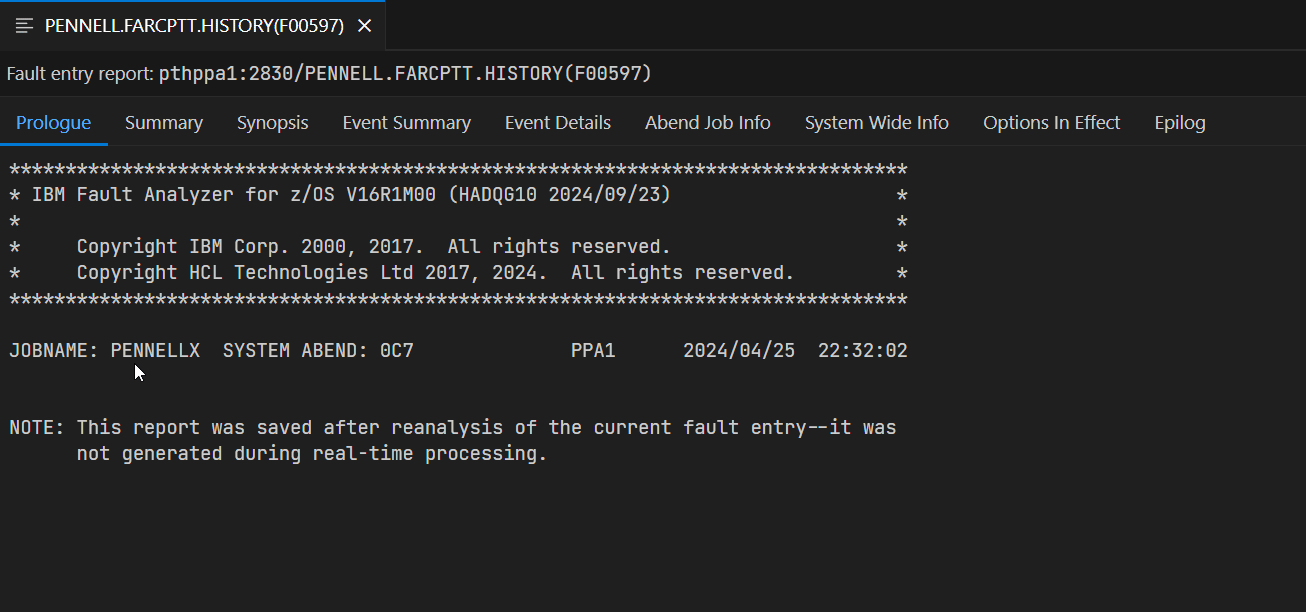 PENNELL.FARCPTT.HISTORY(F00597)
Fault entry report: pthppa1:2830/PENNELL.FARCPTT.HISTORY(F00597)
Prologue Summary Synopsis Event Summary Event Details Abend Job Info System Wide Info Options In Effect Epilog
********************************************************************************
* IBM Fault Analyzer for z/OS V16R1M00 (HADQG10 2024/09/23)                    *
*                                                                              *
*     Copyright IBM Corp. 2000, 2017.  All rights reserved.                    *
*     Copyright HCL Technologies Ltd 2017, 2024.  All rights reserved.         *
********************************************************************************
JOBNAME: PENNELLX  SYSTEM ABEND: 0C7              PPA1      2024/04/25  22:32:02
NOTE: This report was saved after reanalysis of the current fault entry--it was
not generated during real-time processing.